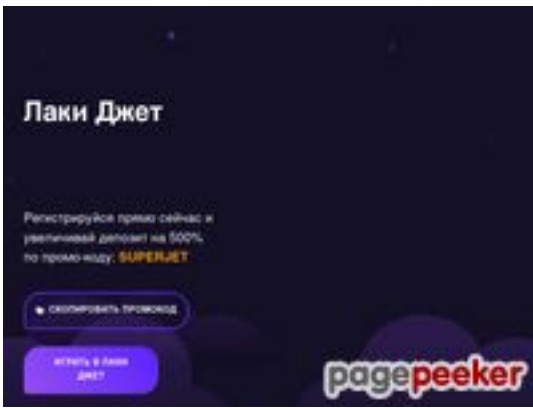 Лаки Джет
Регистрируйся прямо сейчас и
увеличивай депозит на 500%
по промо-коду: SUPERJET
СКОПИРОВАТЬ ПРОМОКОД
ИГРАТЬ В ЛАКИ
ДЖЕТ
pagepeeker